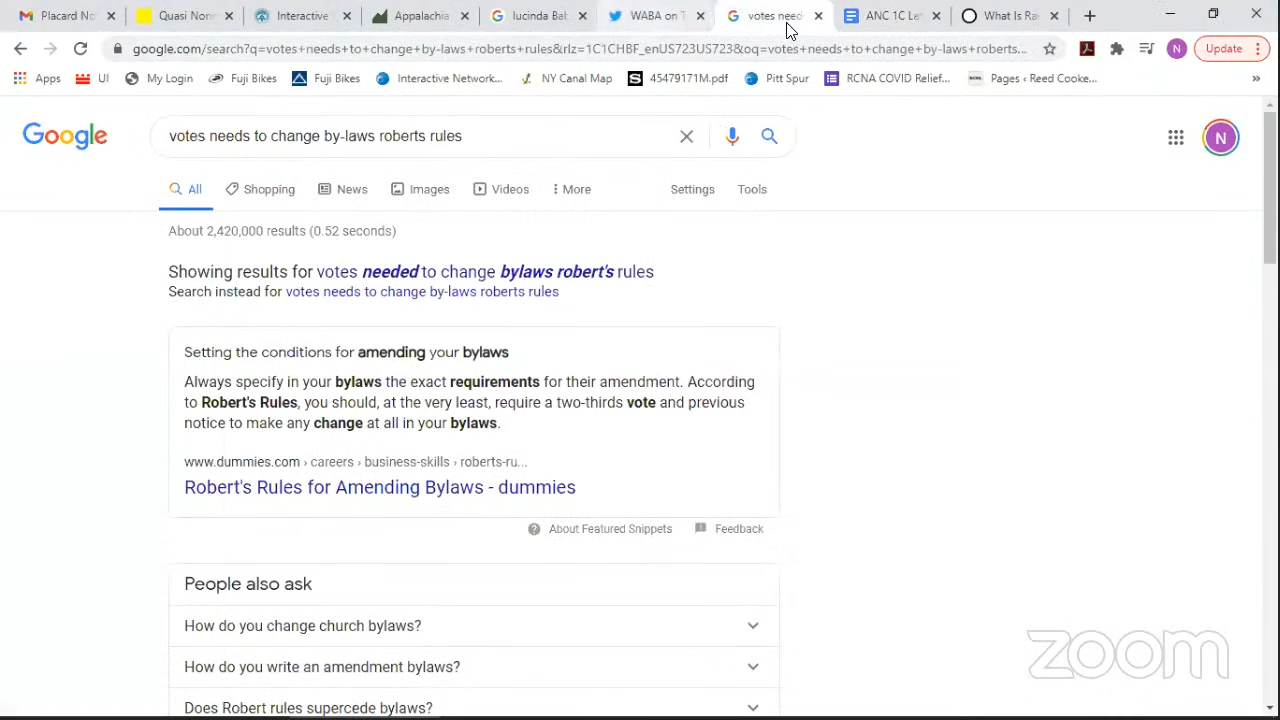 Placard No
Quasi Norm
Interactive
Appalachia
lucinda Bab
WABA on T
votes need
ANC 1C Le
What Is Ra
google.com/search?q=votes+needs+to+change+by-laws+roberts+rules&rlz=1C1CHBF_enUS723US723&oq=votes+needs+to+change+by-laws+roberts...
N
Update
Apps
UI
My Login
Fuji Bikes
Fuji Bikes
Interactive Network...
NY Canal Map
45479171M.pdf
Pitt Spur
RCNA COVID Relief...
Pages ‹ Reed Cooke...
»
Google
votes needs to change by-laws roberts rules
N
All
Shopping
News
Images
Videos
More
Settings
Tools
About 2,420,000 results (0.52 seconds)
Showing results for votes needed to change bylaws robert's rules
Search instead for votes needs to change by-laws roberts rules
Setting the conditions for amending your bylaws
Always specify in your bylaws the exact requirements for their amendment. According
to Robert's Rules, you should, at the very least, require a two-thirds vote and previous
notice to make any change at all in your bylaws.
www.dummies.com › careers › business-skills › roberts-ru...
Robert's Rules for Amending Bylaws - dummies
About Featured Snippets
Feedback
People also ask
How do you change church bylaws?
How do you write an amendment bylaws?
Does Robert rules supercede bylaws?
zoom